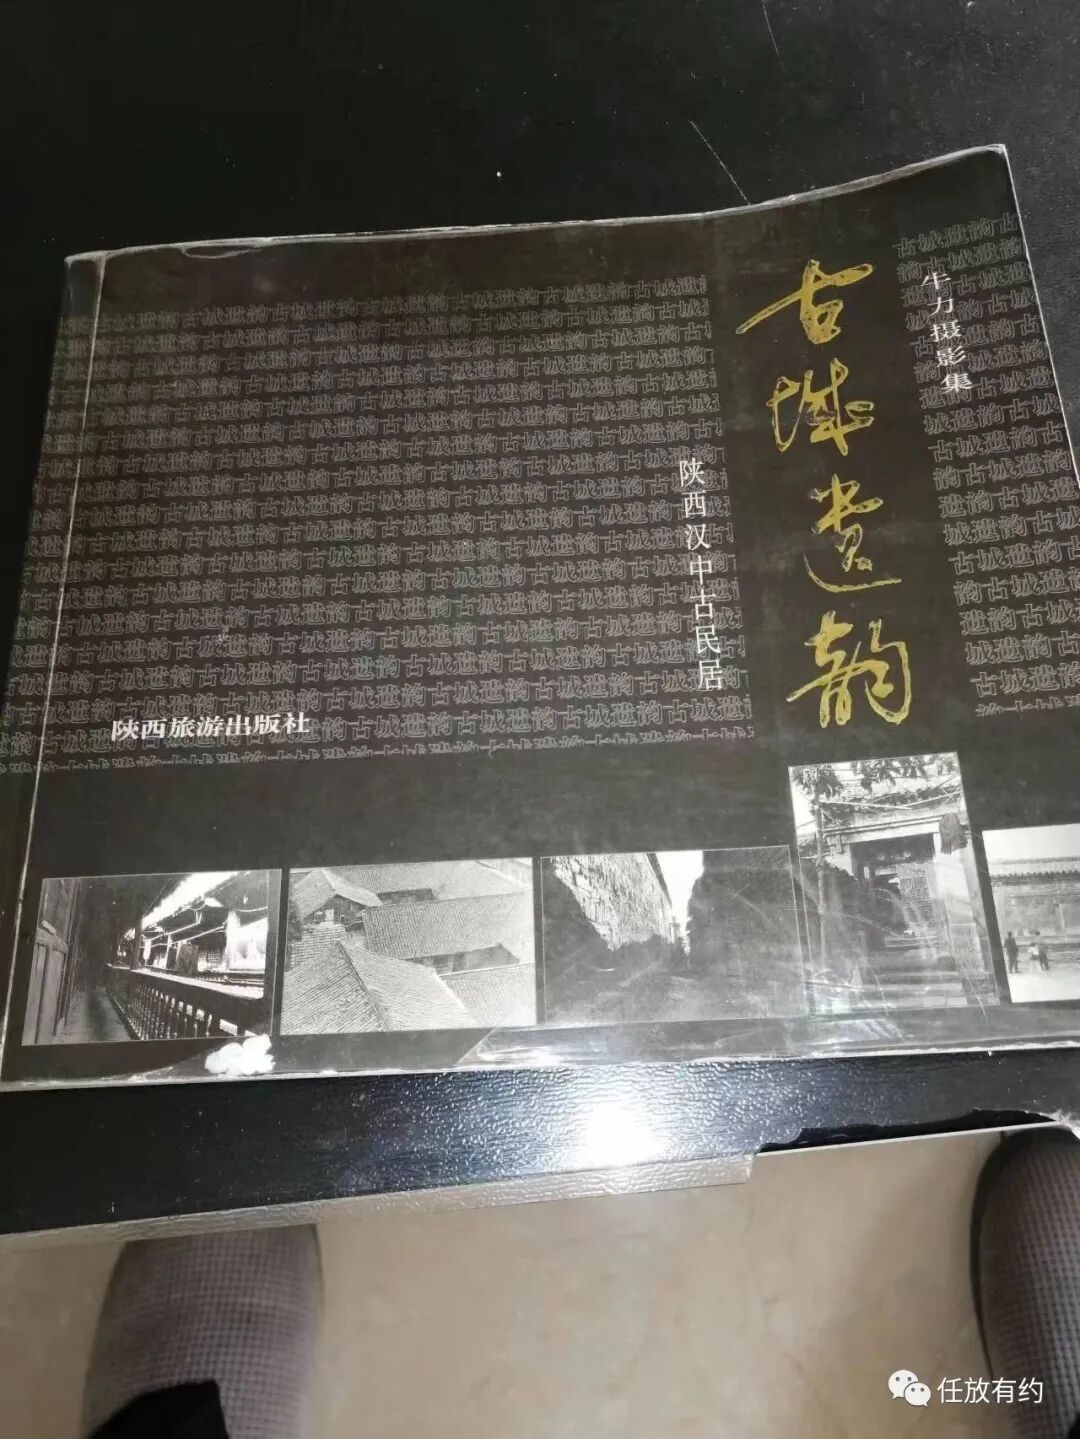 牛力摄影集
古城遗韵
陕西汉中古民居
陕西旅游出版社
任放有约